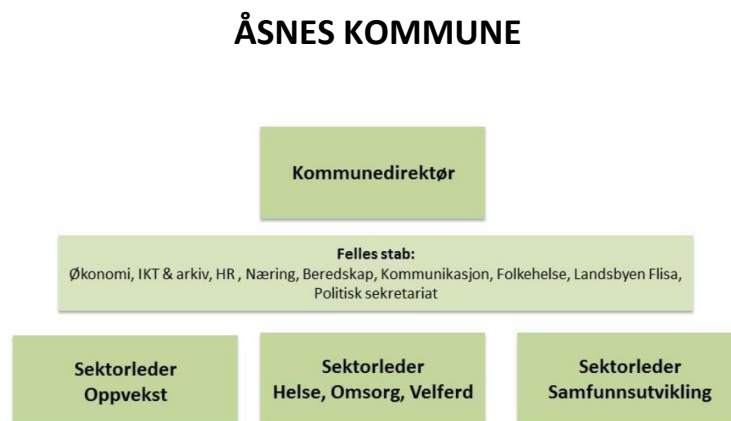 ÅSNES KOMMUNE
Kommunedirektør
Felles stab:
Økonomi, IKT & arkiv, HR , Næring, Beredskap, Kommunikasjon, Folkehelse, Landsbyen Flisa,
Politisk sekretariat
Sektorleder
Oppvekst
Sektorleder
Helse, Omsorg, Velferd
Sektorleder
Samfunnsutvikling